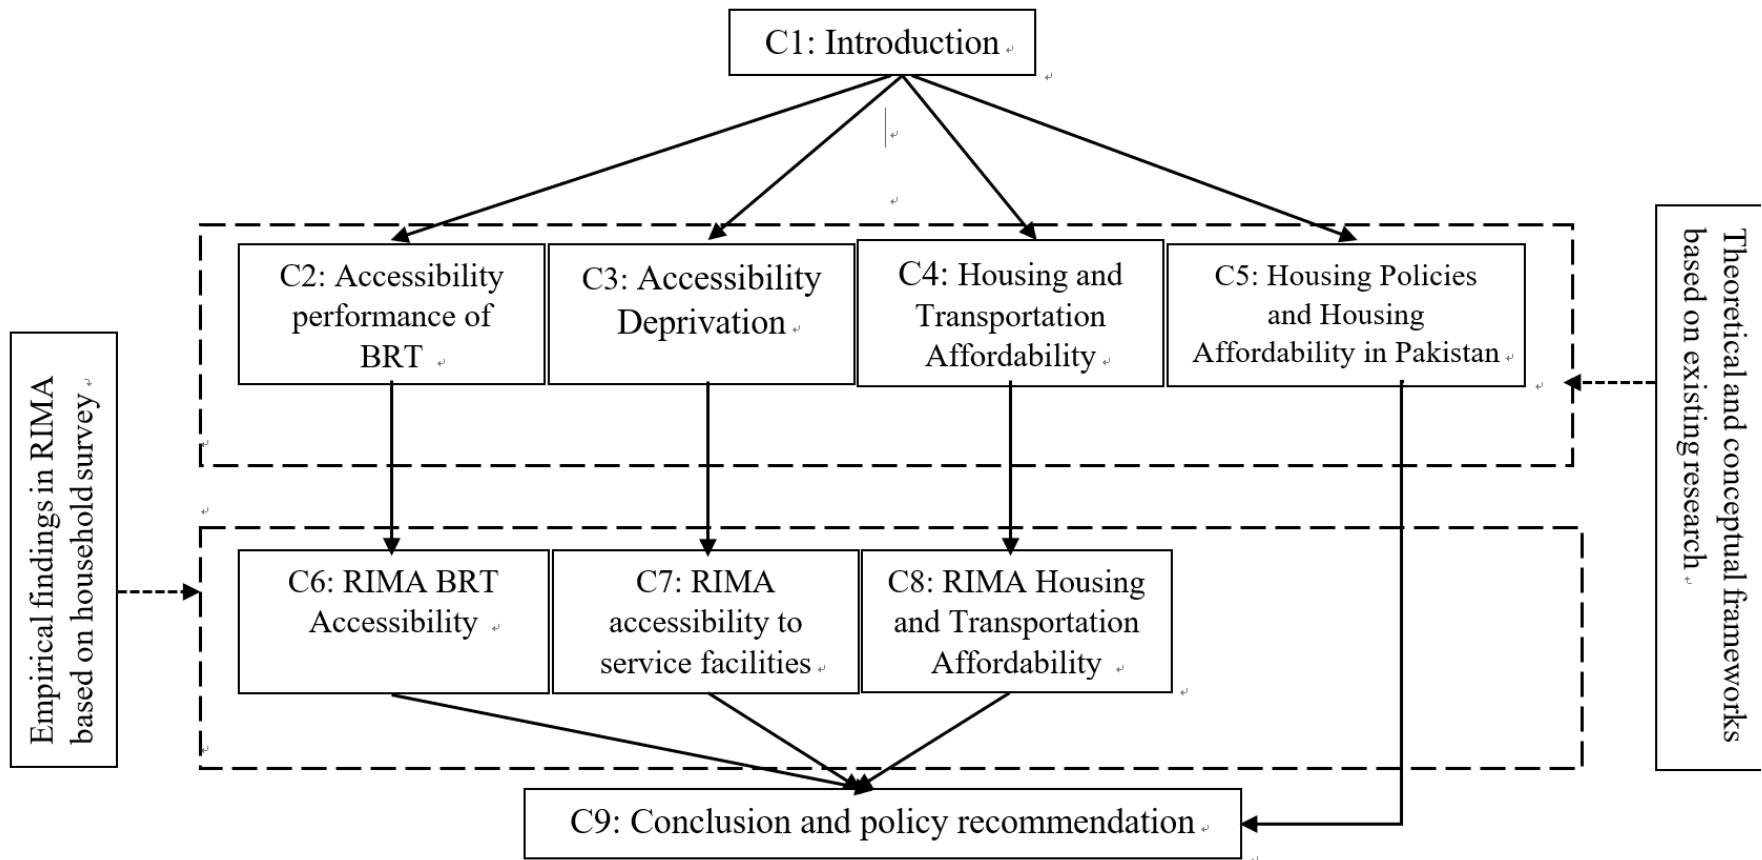 C1: Introduction
C2: Accessibility
performance of
BRT
C3: Accessibility
Deprivation
C4: Housing and
Transportation
Affordability
C5: Housing Policies
and Housing
Affordability in Pakistan
Theoretical and conceptual frameworks
based on existing research
Empirical findings in RIMA
based on household survey
C6: RIMA BRT
Accessibility
C7: RIMA
accessibility to
service facilities
C8: RIMA Housing
and Transportation
Affordability
C9: Conclusion and policy recommendation